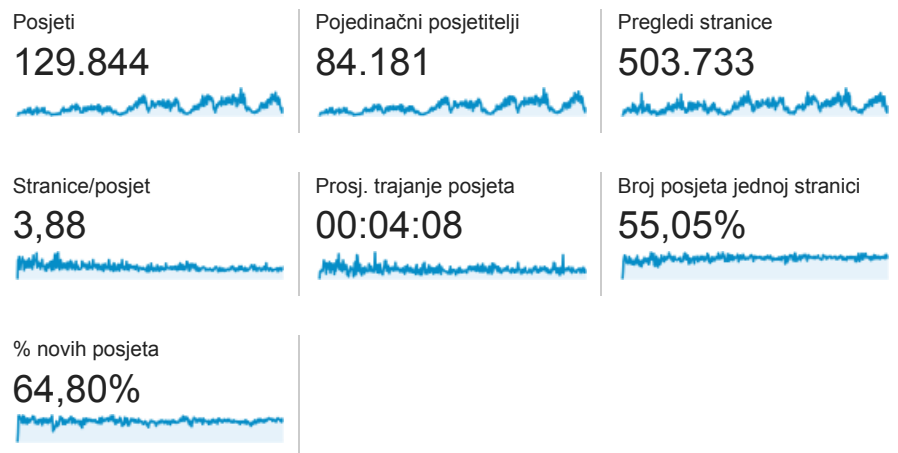 Posjeti
129.844
Pojedinačni posjetitelji
84.181
Pregledi stranice
503.733
Stranice/posjet
3,88
Prosj. trajanje posjeta
00:04:08
Broj posjeta jednoj stranici
55,05%
% novih posjeta
64,80%